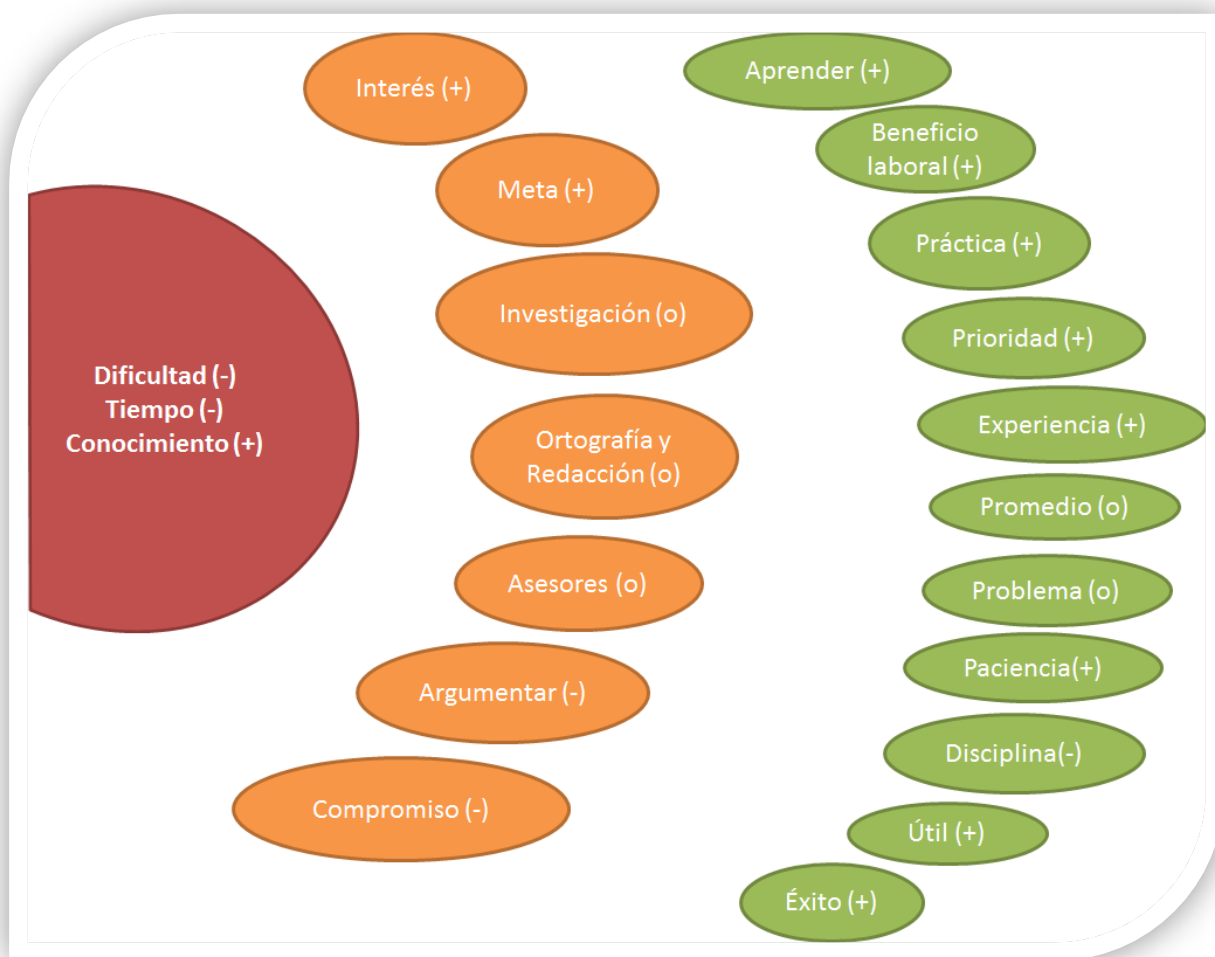 Dificultad (-)
Tiempo (-)
Conocimiento (+)
Interés (+)
Meta (+)
Investigación (o)
Ortografía y
Redacción (o)
Asesores (o)
Argumentar (-)
Compromiso (-)
Aprender (+)
Beneficio
laboral (+)
Práctica (+)
Prioridad (+)
Experiencia (+)
Promedio (o)
Problema (o)
Paciencia(+)
Disciplina(-)
Útil (+)
Éxito (+)